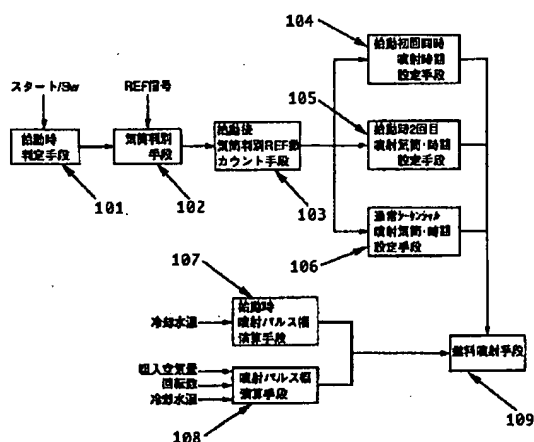 104
始動初回同時
噴射時期
設定手段
スタート/Sw
REF信号
105
始動時
判定手段
気筒判別
手段
始動後
気筒判別REF数
カウント手段
始動時2回目
噴射気筒・時期
設定手段
101
102
103
通常シーケンシャル
噴射気筒・時期
設定手段
106
107
冷却水温
始動時
噴射パルス幅
演算手段
吸入空気量
回転数
冷却水温
噴射パルス幅
演算手段
108
燃料噴射手段
109